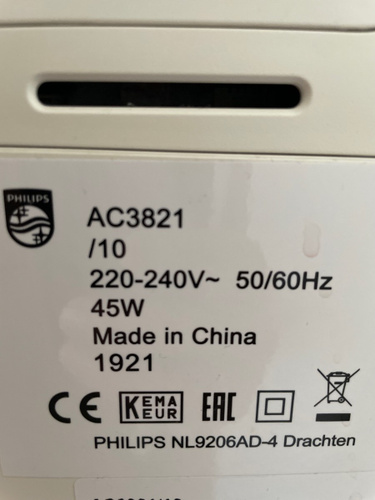 PHILIPS
AC3821
/10
220-240V~ 50/60Hz
45W
Made in China
1921
CE KEMA KEUR EAC
PHILIPS NL9206AD-4 Drachten